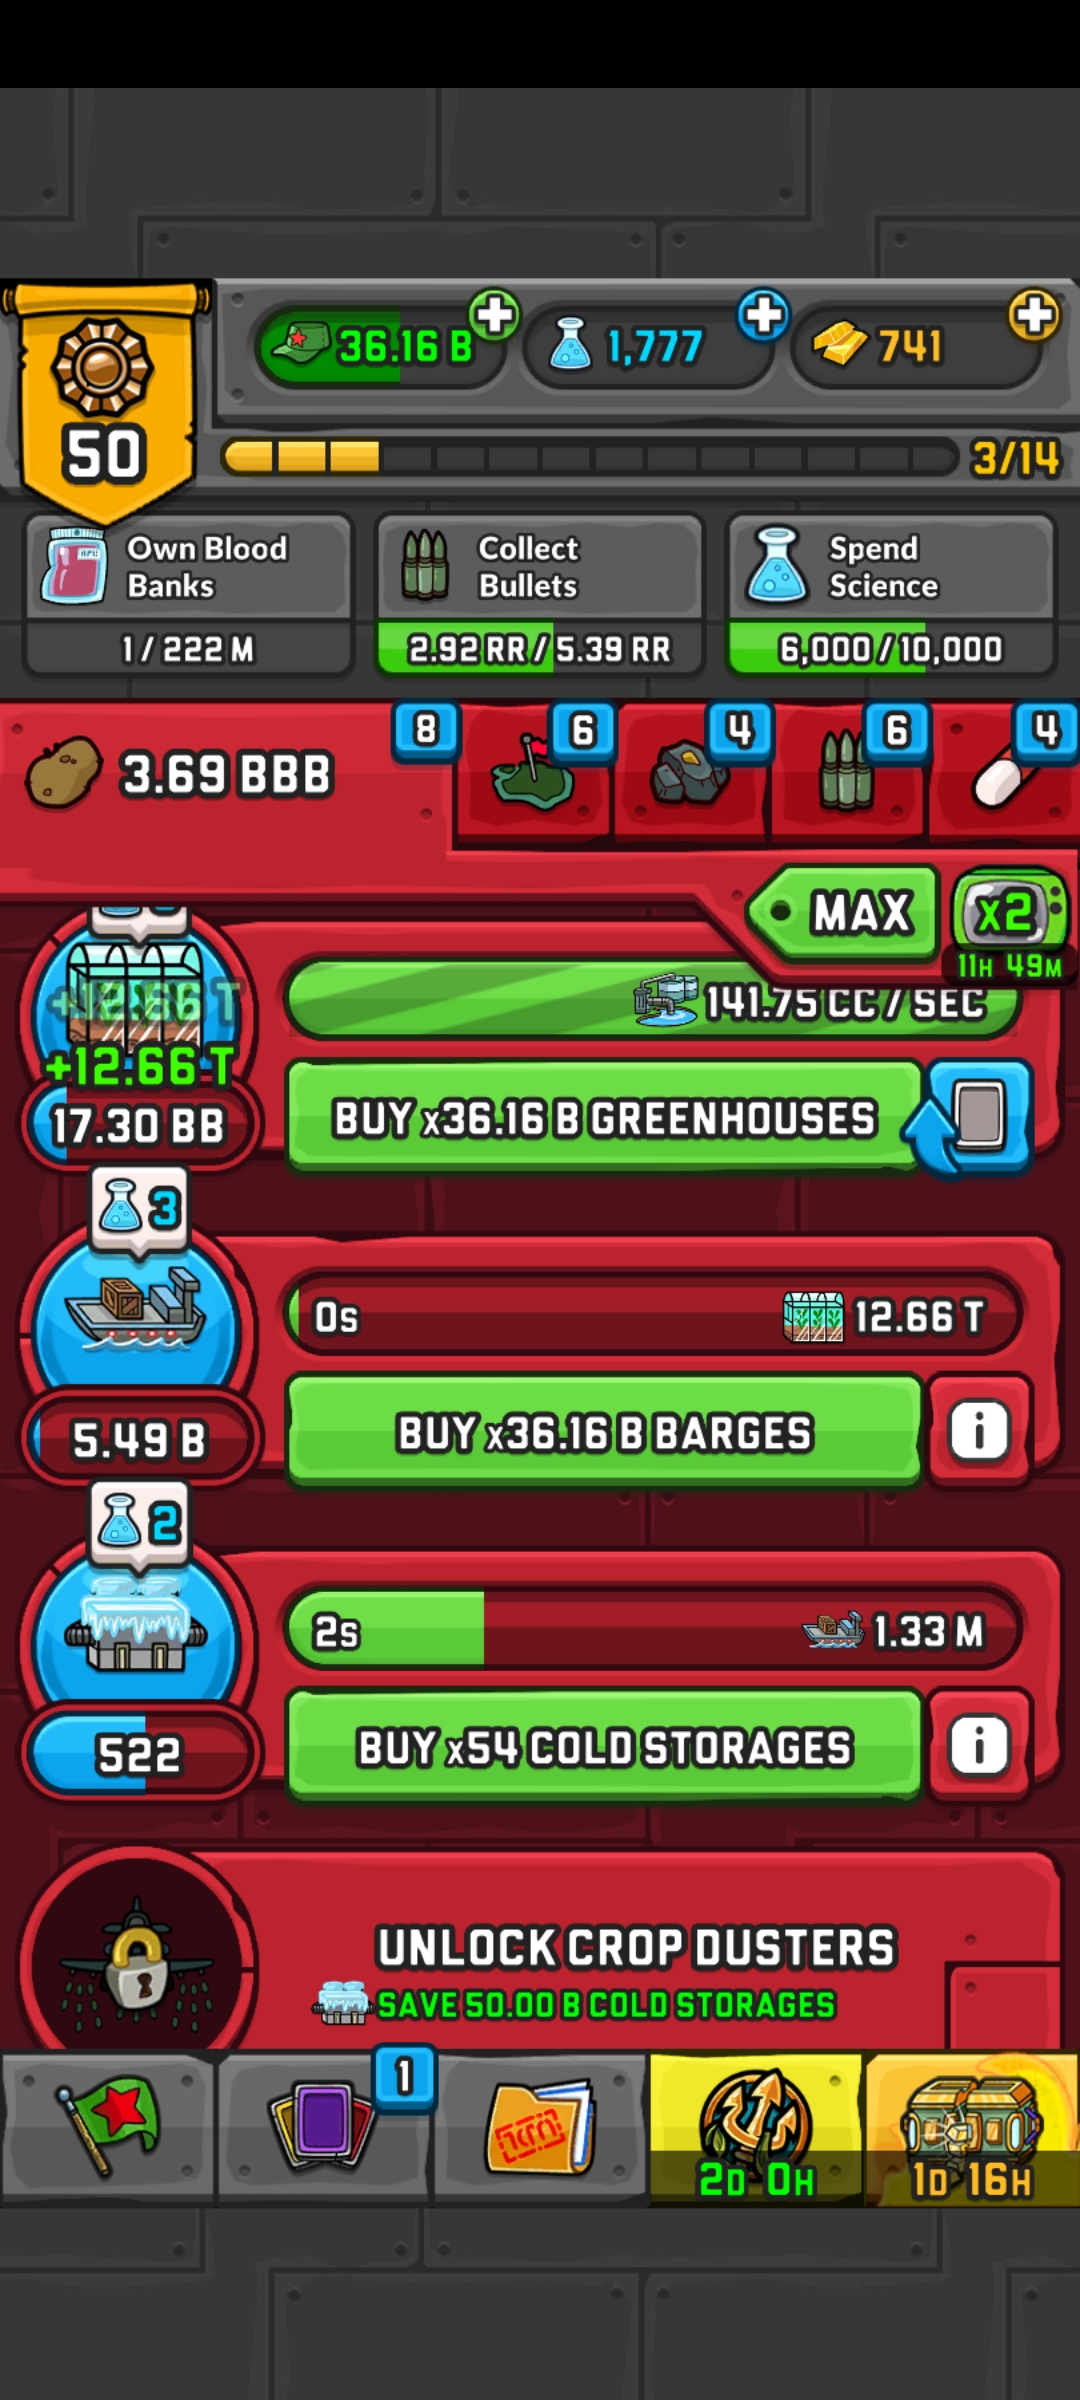 36.16 B
1,777
741
50
3/14
Own Blood
Banks
1 / 222 M
Collect
Bullets
2.92 RR / 5.39 RR
Spend
Science
6,000 / 10,000
3.69 BBB
8
6
4
6
4
MAX
x2
11H 49M
+12.66 T
+12.66 T
17.30 BB
141.75 CC / SEC
BUY x36.16 B GREENHOUSES
3
5.49 B
0s
12.66 T
BUY x36.16 B BARGES
i
2
522
2s
1.33 M
BUY x54 COLD STORAGES
i
UNLOCK CROP DUSTERS
SAVE 50.00 B COLD STORAGES
1
2D 0H
1D 16H